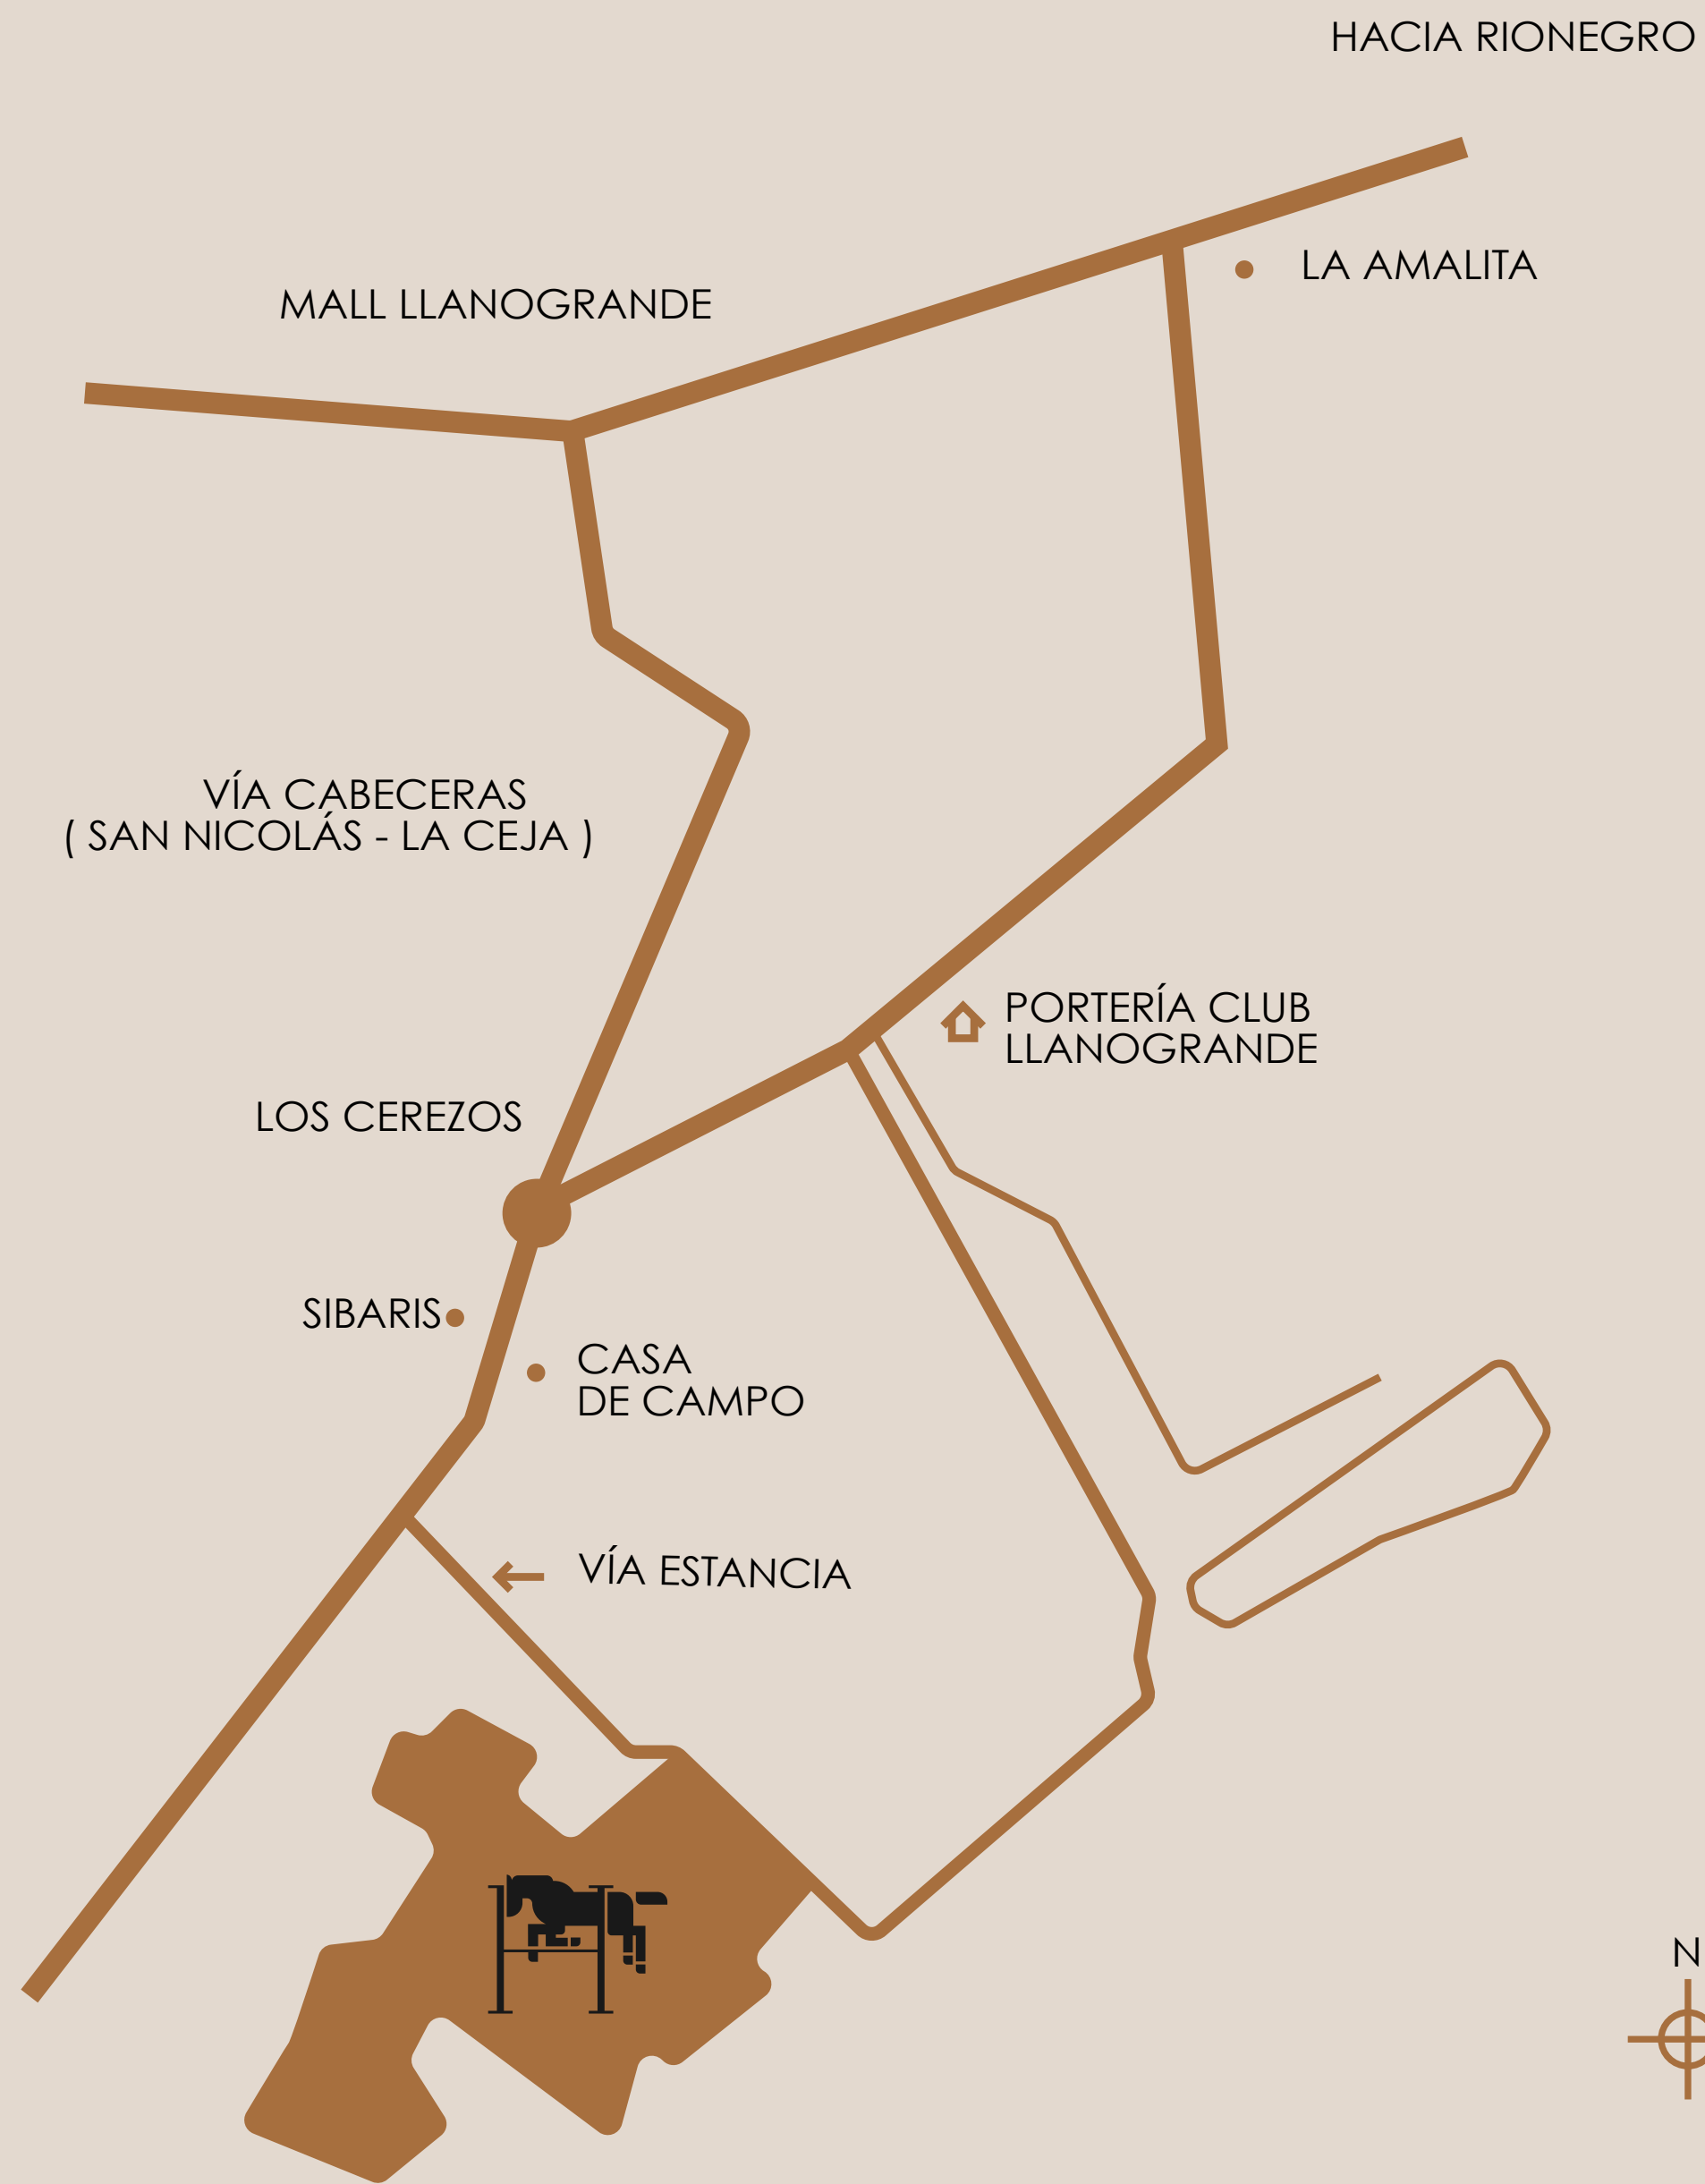 HACIA RIONEGRO
LA AMALITA
MALL LLANOGRANDE
VÍA CABECERAS
( SAN NICOLÁS - LA CEJA )
PORTERÍA CLUB
LLANOGRANDE
LOS CEREZOS
SIBARIS
CASA
DE CAMPO
VÍA ESTANCIA
N